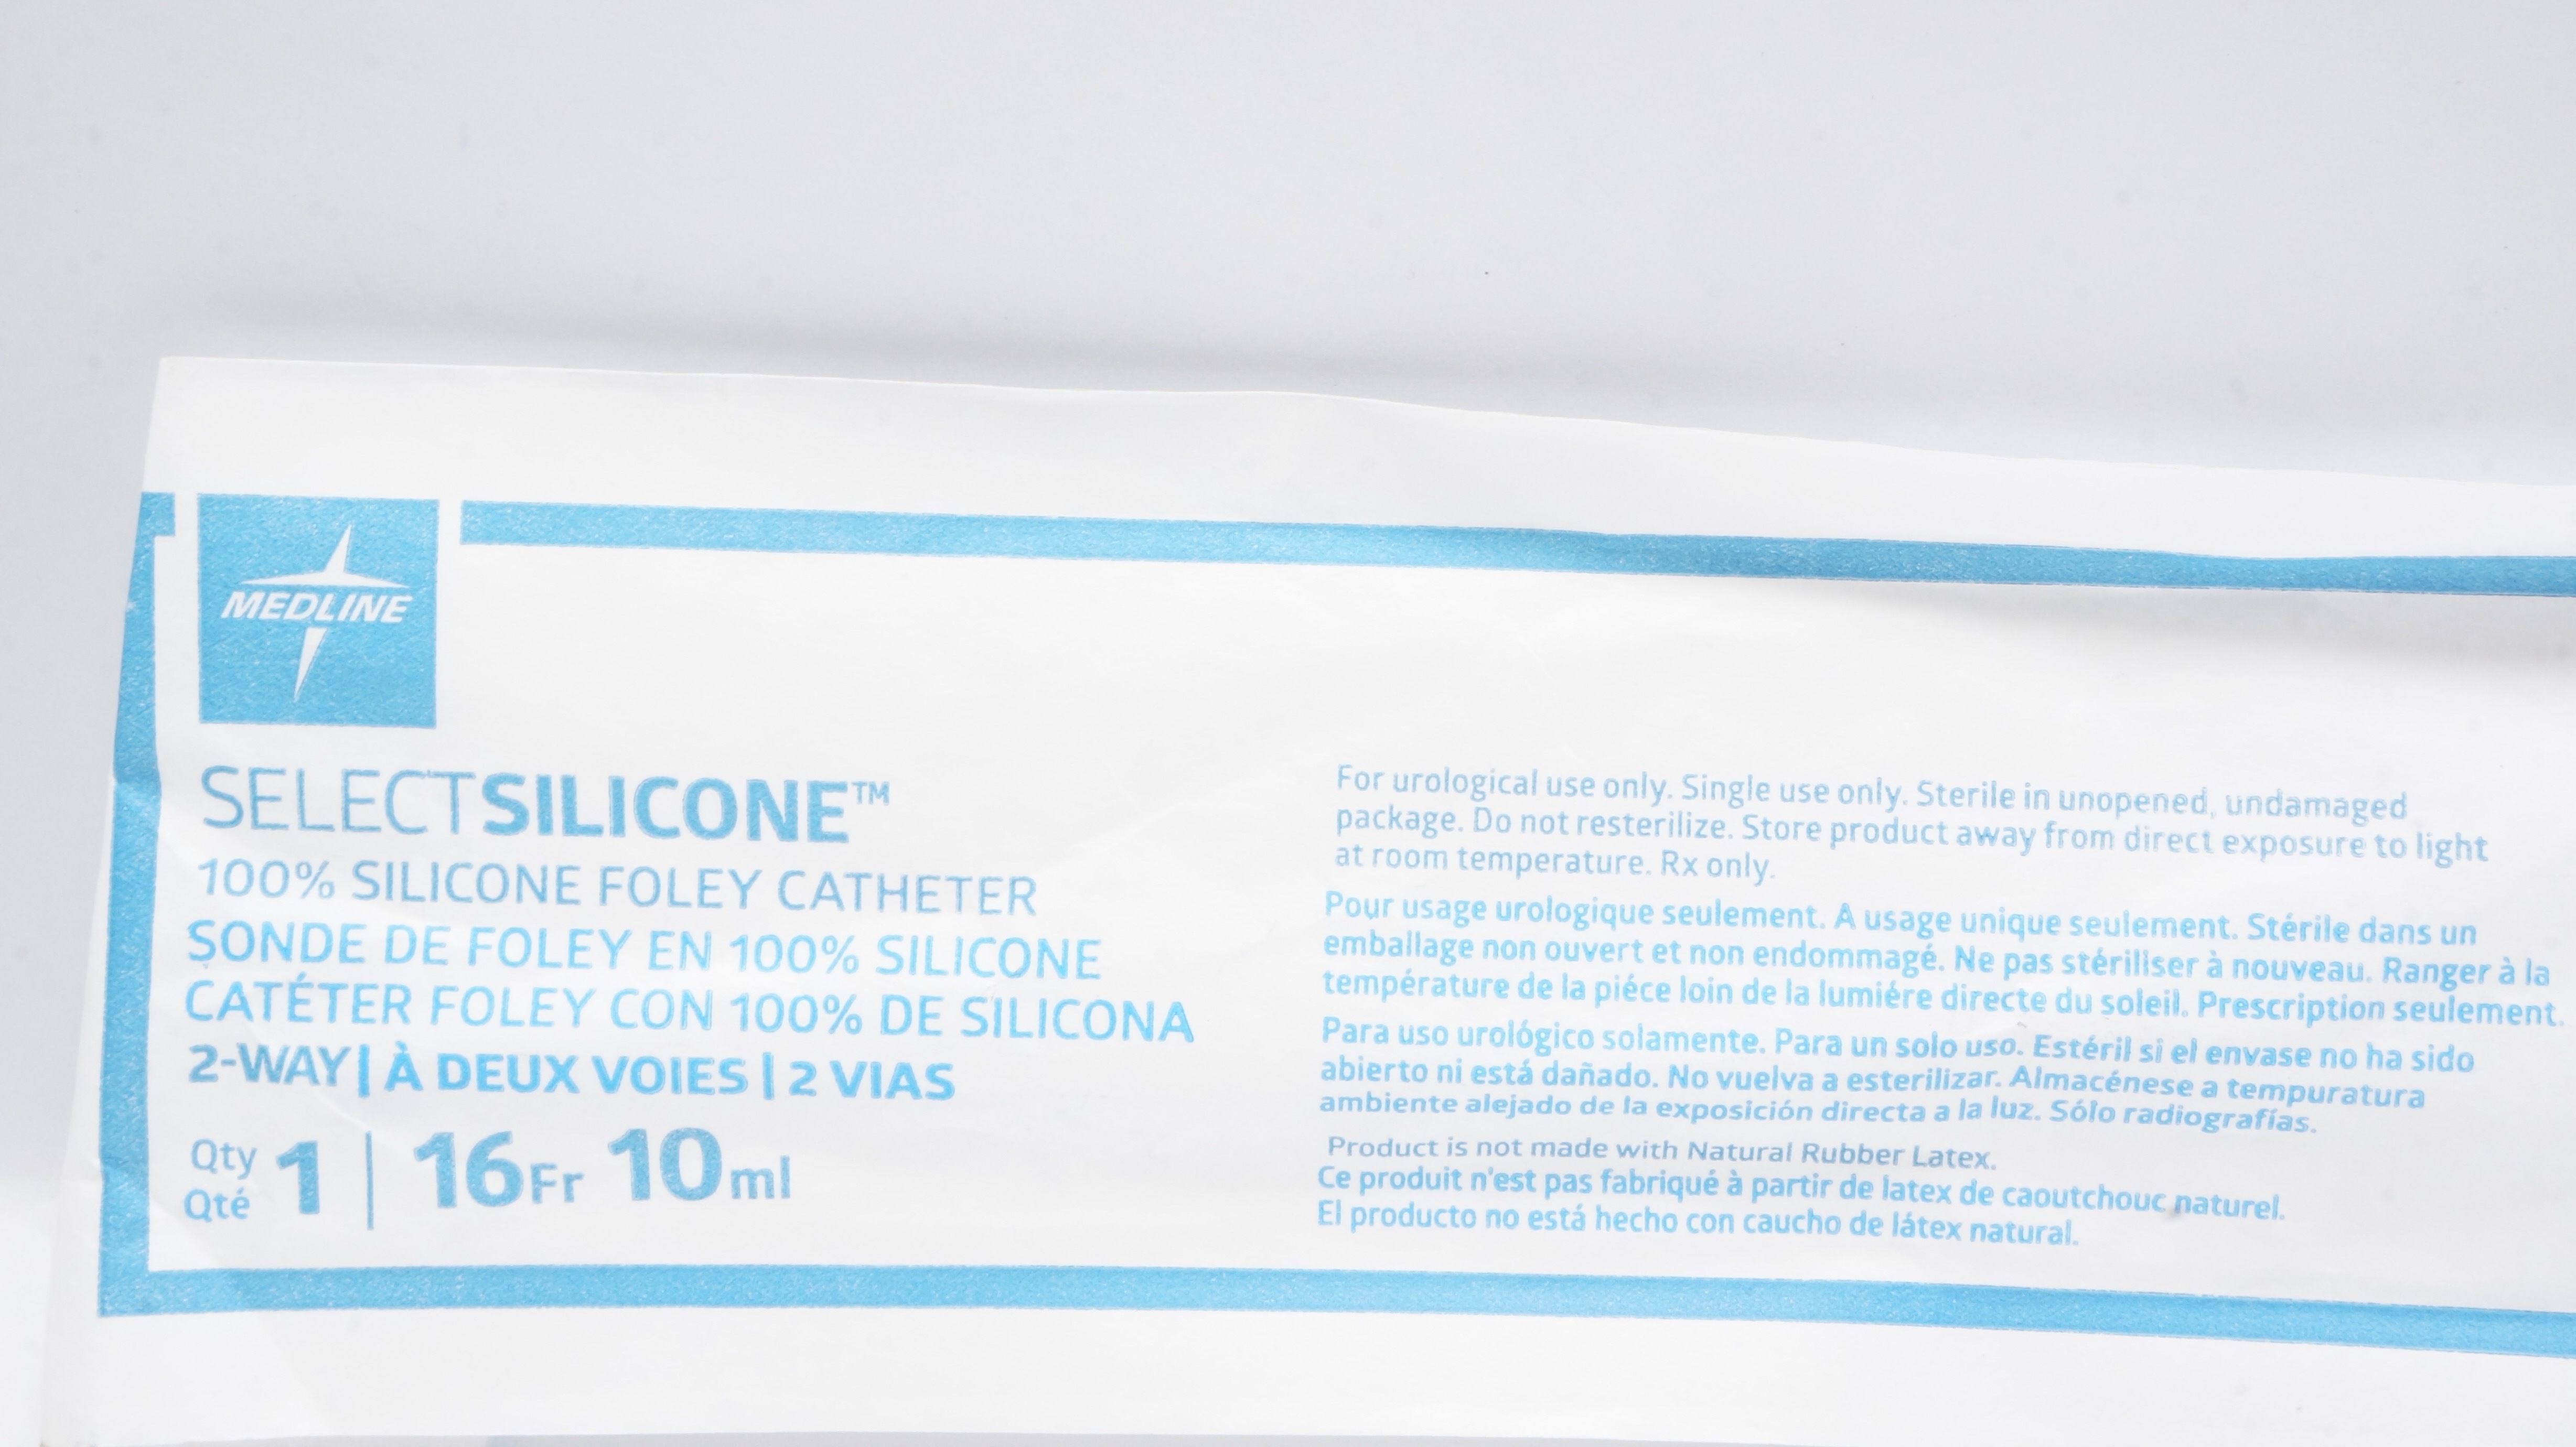 MEDLINE
SELECTSILICONE™
100% SILICONE FOLEY CATHETER
SONDE DE FOLEY EN 100% SILICONE
CATÉTER FOLEY CON 100% DE SILICONA
2-WAY | À DEUX VOIES | 2 VIAS
Qty
Qté
1 | 16Fr 10ml
For urological use only. Single use only. Sterile in unopened, undamaged
package. Do not resterilize. Store product away from direct exposure to light
at room temperature. Rx only.
Pour usage urologique seulement. A usage unique seulement. Stérile dans un
emballage non ouvert et non endommagé. Ne pas stériliser à nouveau. Ranger à la
température de la piéce loin de la lumiére directe du soleil. Prescription seulement.
Para uso urológico solamente. Para un solo uso. Estéril si el envase no ha sido
abierto ni está dañado. No vuelva a esterilizar. Almacénese a tempuratura
ambiente alejado de la exposición directa a la luz. Sólo radiografías.
Product is not made with Natural Rubber Latex.
Ce produit n'est pas fabriqué à partir de latex de caoutchouc naturel.
El producto no está hecho con caucho de látex natural.